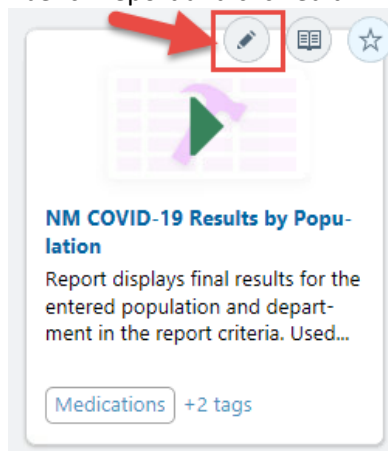 NM COVID-19 Results by Popu-
lation
Report displays final results for the
entered population and depart-
ment in the report criteria. Used...
Medications +2 tags